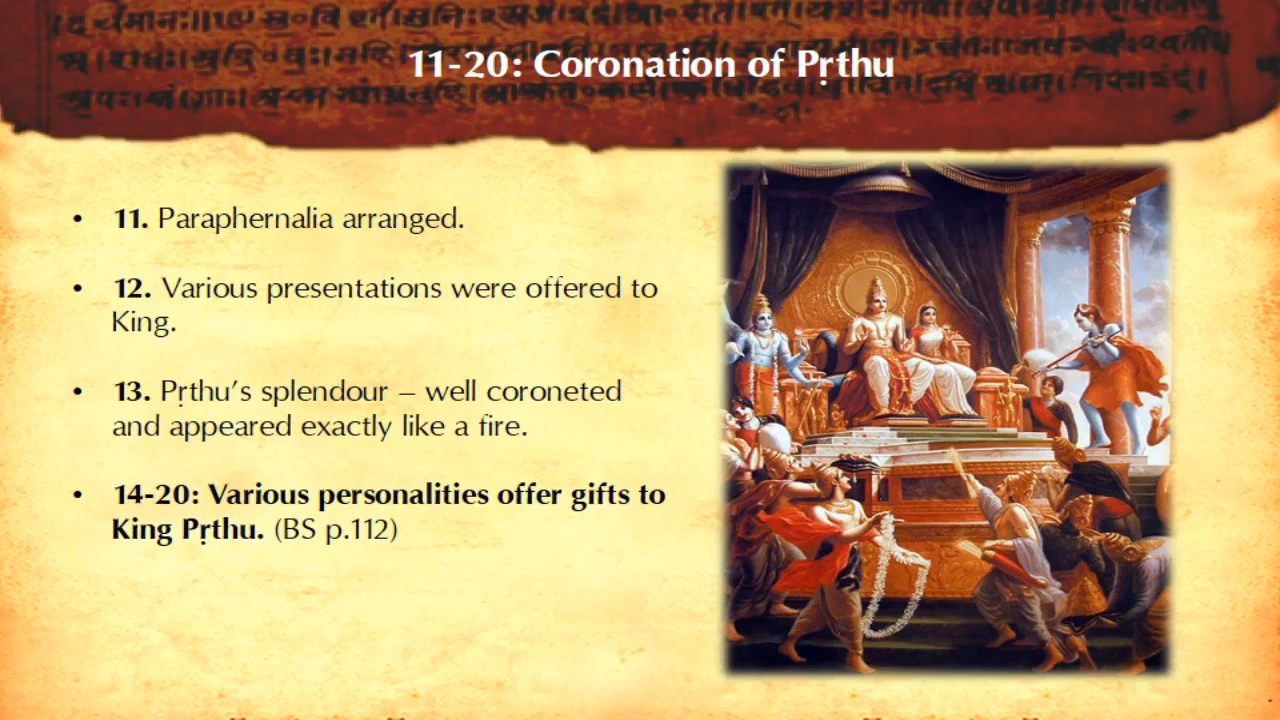 11-20: Coronation of Pṛthu
• 11. Paraphernalia arranged.
• 12. Various presentations were offered to
King.
• 13. Pṛthu’s splendour – well coroneted
and appeared exactly like a fire.
• 14-20: Various personalities offer gifts to
King Pṛthu. (BS p.112)